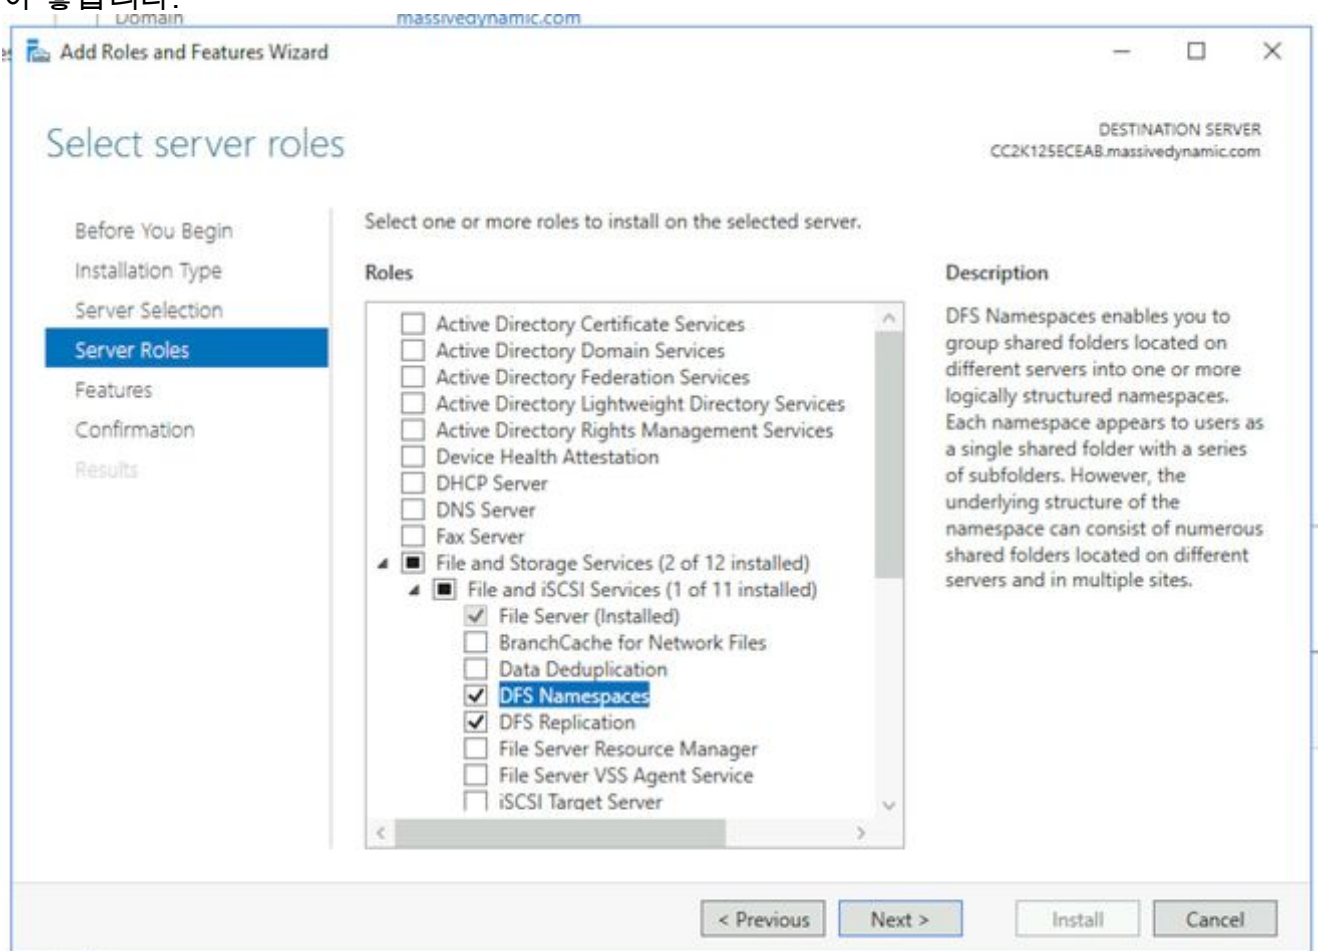 좋습니다.
Domain massivedynamic.com
Add Roles and Features Wizard
Select server roles
DESTINATION SERVER
CC2K125ECEAB.massivedynamic.com
Before You Begin
Installation Type
Server Selection
Server Roles
Features
Confirmation
Results
Select one or more roles to install on the selected server.
Roles
Active Directory Certificate Services
Active Directory Domain Services
Active Directory Federation Services
Active Directory Lightweight Directory Services
Active Directory Rights Management Services
Device Health Attestation
DHCP Server
DNS Server
Fax Server
File and Storage Services (2 of 12 installed)
File and iSCSI Services (1 of 11 installed)
File Server (Installed)
BranchCache for Network Files
Data Deduplication
DFS Namespaces
DFS Replication
File Server Resource Manager
File Server VSS Agent Service
iSCSI Target Server
Description
DFS Namespaces enables you to
group shared folders located on
different servers into one or more
logically structured namespaces.
Each namespace appears to users as
a single shared folder with a series
of subfolders. However, the
underlying structure of the
namespace can consist of numerous
shared folders located on different
servers and in multiple sites.
< Previous
Next >
Install
Cancel